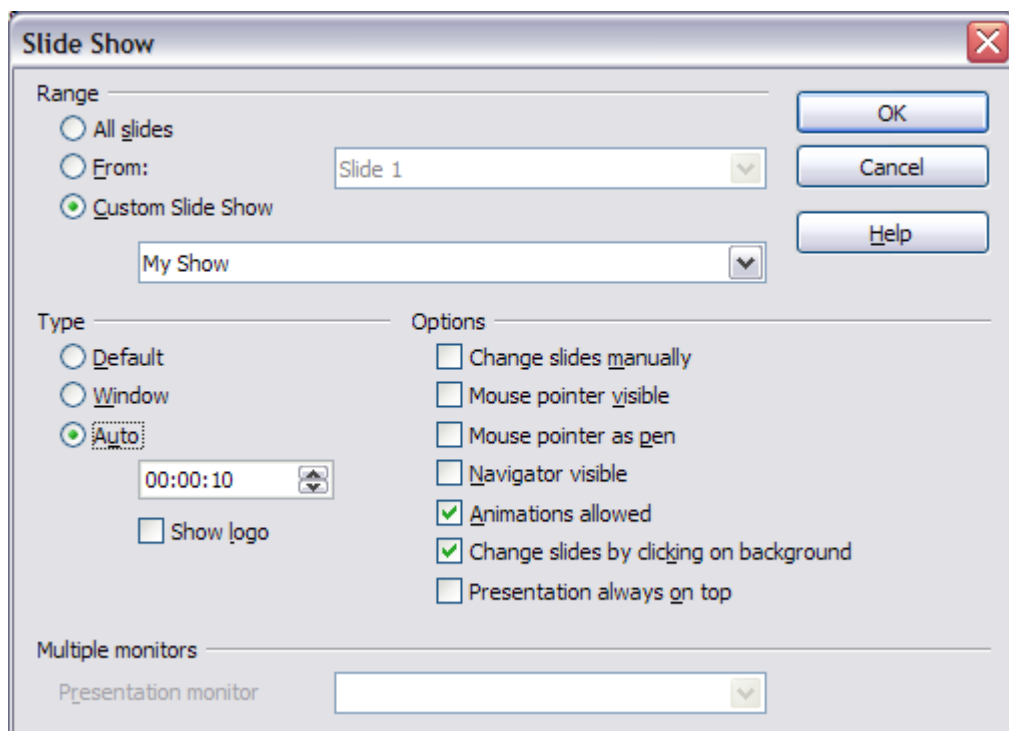 Slide Show
Range
OK
All slides
From:
Slide 1
Cancel
Custom Slide Show
Help
My Show
Type
Options
Default
Change slides manually
Window
Mouse pointer visible
Auto
Mouse pointer as pen
00:00:10
Navigator visible
Show logo
Animations allowed
Change slides by clicking on background
Presentation always on top
Multiple monitors
Presentation monitor